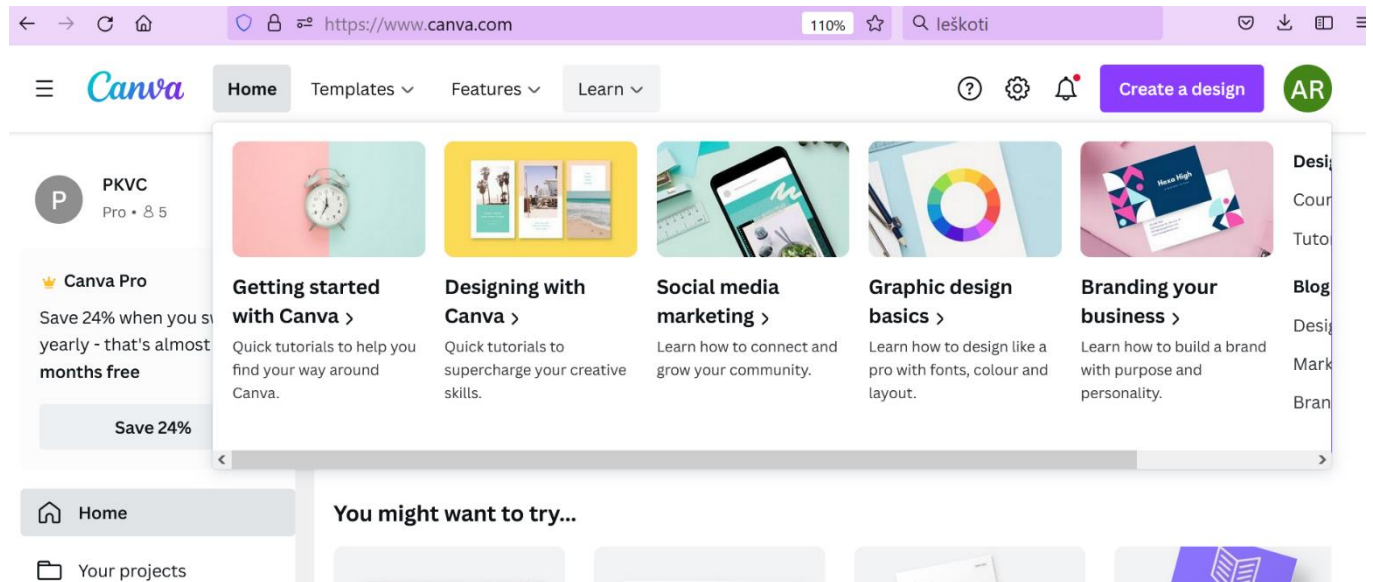 https://www.canva.com 110% Ieškoti
Canva Home Templates Features Learn Create a design AR
P PKVC
Pro • 5
Canva Pro
Save 24% when you s
yearly - that's almost
months free
Save 24%
Getting started
with Canva >
Quick tutorials to help you
find your way around
Canva.
Designing with
Canva >
Quick tutorials to
supercharge your creative
skills.
Social media
marketing >
Learn how to connect and
grow your community.
Graphic design
basics >
Learn how to design like a
pro with fonts, colour and
layout.
Hexa High
Branding your
business >
Learn how to build a brand
with purpose and
personality.
Desig
Cour
Tuto
Blog
Desig
Mark
Bran
Home
Your projects
You might want to try...